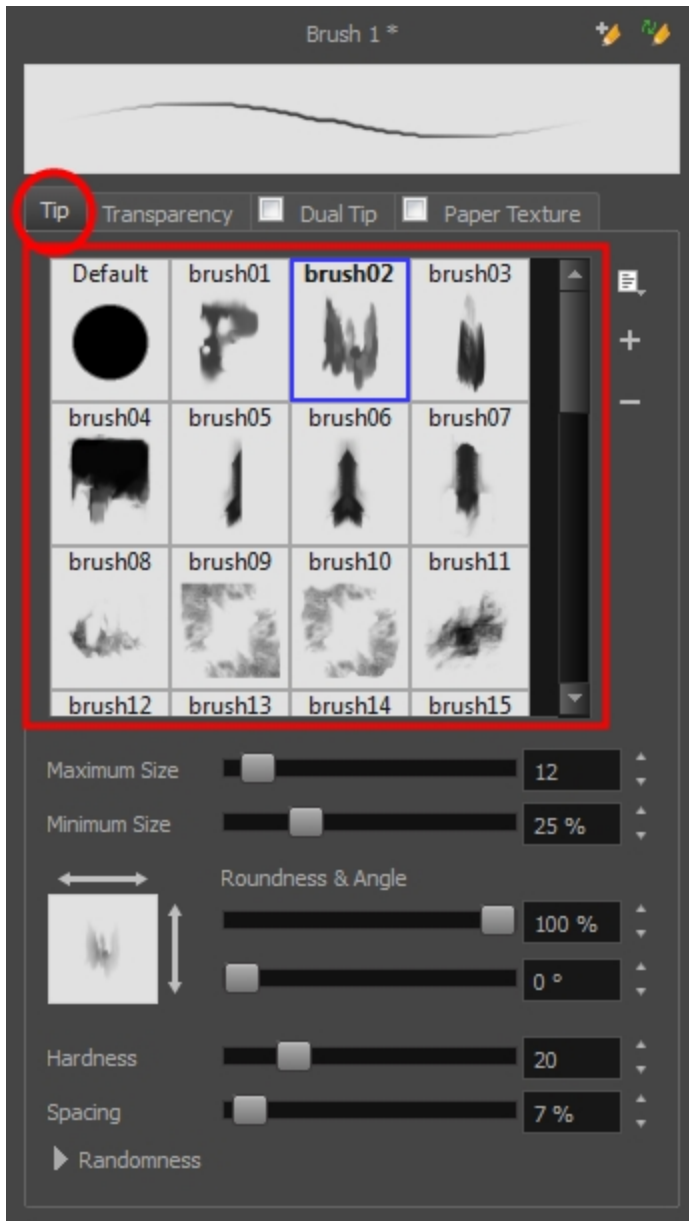 Brush 1 *
Tip Transparency Dual Tip Paper Texture
Default brush01 brush02 brush03
brush04 brush05 brush06 brush07
brush08 brush09 brush10 brush11
brush12 brush13 brush14 brush15
Maximum Size 12
Minimum Size 25 %
Roundness & Angle
100 %
0 °
Hardness 20
Spacing 7 %
Randomness